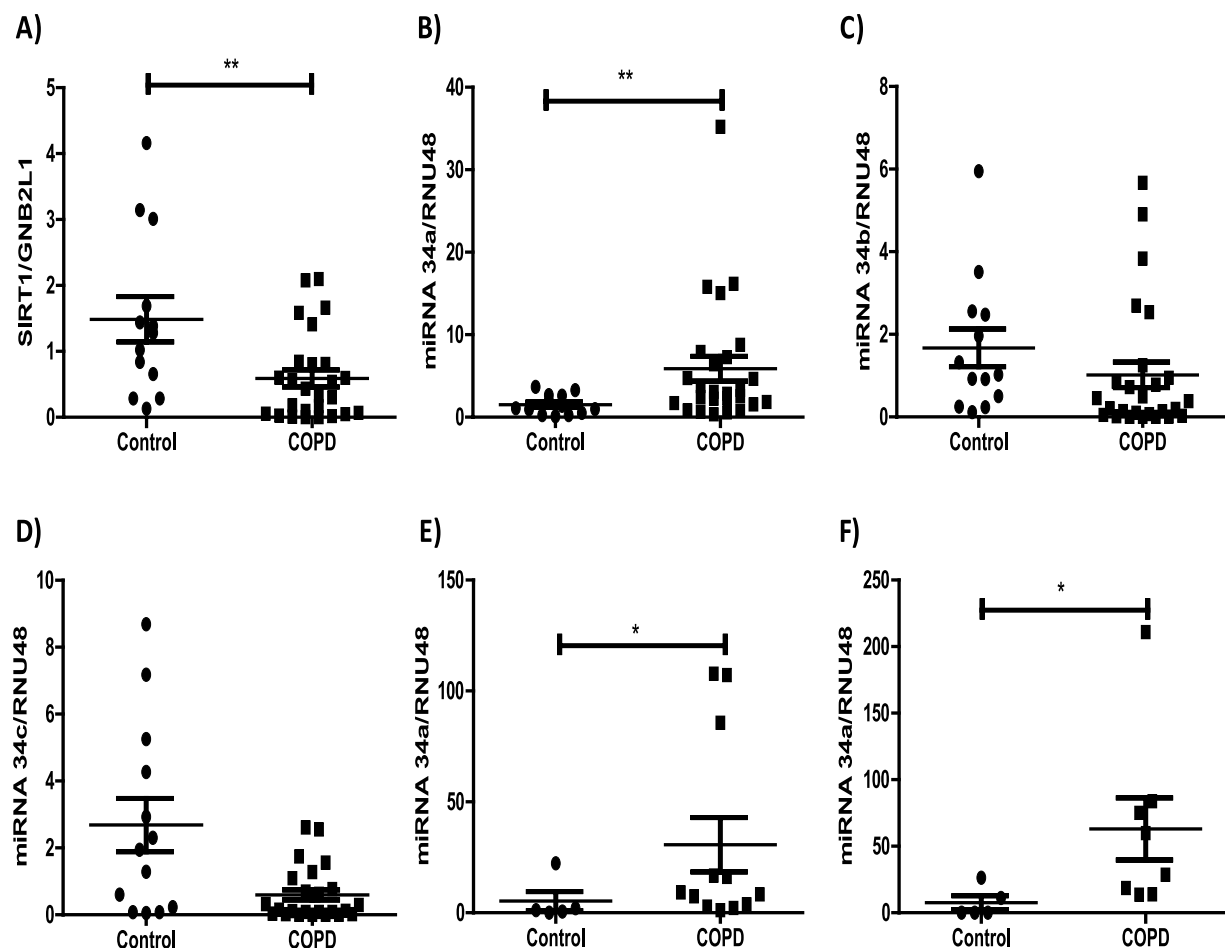 A)
**
SIRT1/GNB2L1
5
4
3
2
1
0
Control
COPD
B)
**
miRNA 34a/RNU48
40
30
20
10
0
Control
COPD
C)
miRNA 34b/RNU48
8
6
4
2
0
Control
COPD
D)
miRNA 34c/RNU48
10
8
6
4
2
0
Control
COPD
E)
*
miRNA 34a/RNU48
150
100
50
0
Control
COPD
F)
*
miRNA 34a/RNU48
250
200
150
100
50
0
Control
COPD